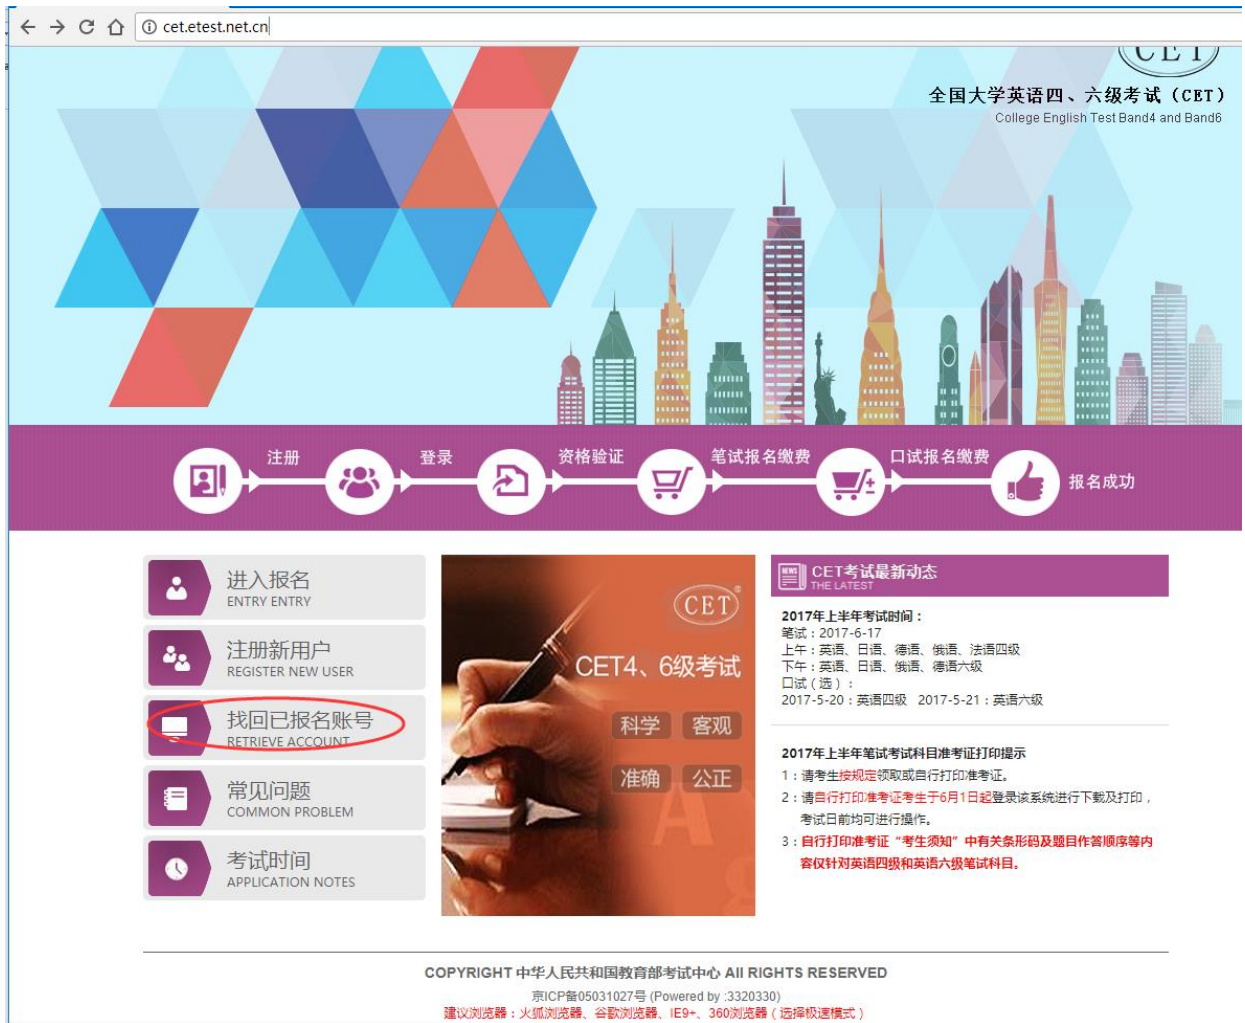 cet.etest.net.cn
CET
全国大学英语四、六级考试（CET）
College English Test Band4 and Band6
注册
登录
资格验证
笔试报名缴费
口试报名缴费
报名成功
进入报名
ENTRY ENTRY
注册新用户
REGISTER NEW USER
找回已报名账号
RETRIEVE ACCOUNT
常见问题
COMMON PROBLEM
考试时间
APPLICATION NOTES
CET®
CET4、6级考试
科学 客观
准确 公正
NEWS
CET考试最新动态
THE LATEST
2017年上半年考试时间：
笔试：2017-6-17
上午：英语、日语、德语、俄语、法语四级
下午：英语、日语、俄语、德语六级
口试（选）：
2017-5-20：英语四级 2017-5-21：英语六级
2017年上半年笔试考试科目准考证打印提示
1：请考生按规定领取或自行打印准考证。
2：请自行打印准考证考生于6月1日起登录该系统进行下载及打印，
考试日前均可进行操作。
3：自行打印准考证“考生须知”中有关条形码及题目作答顺序等内
容仅针对英语四级和英语六级笔试科目。
COPYRIGHT 中华人民共和国教育部考试中心 All RIGHTS RESERVED
京ICP备05031027号 (Powered by :3320330)
建议浏览器：火狐浏览器、谷歌浏览器、IE9+、360浏览器（选择极速模式）